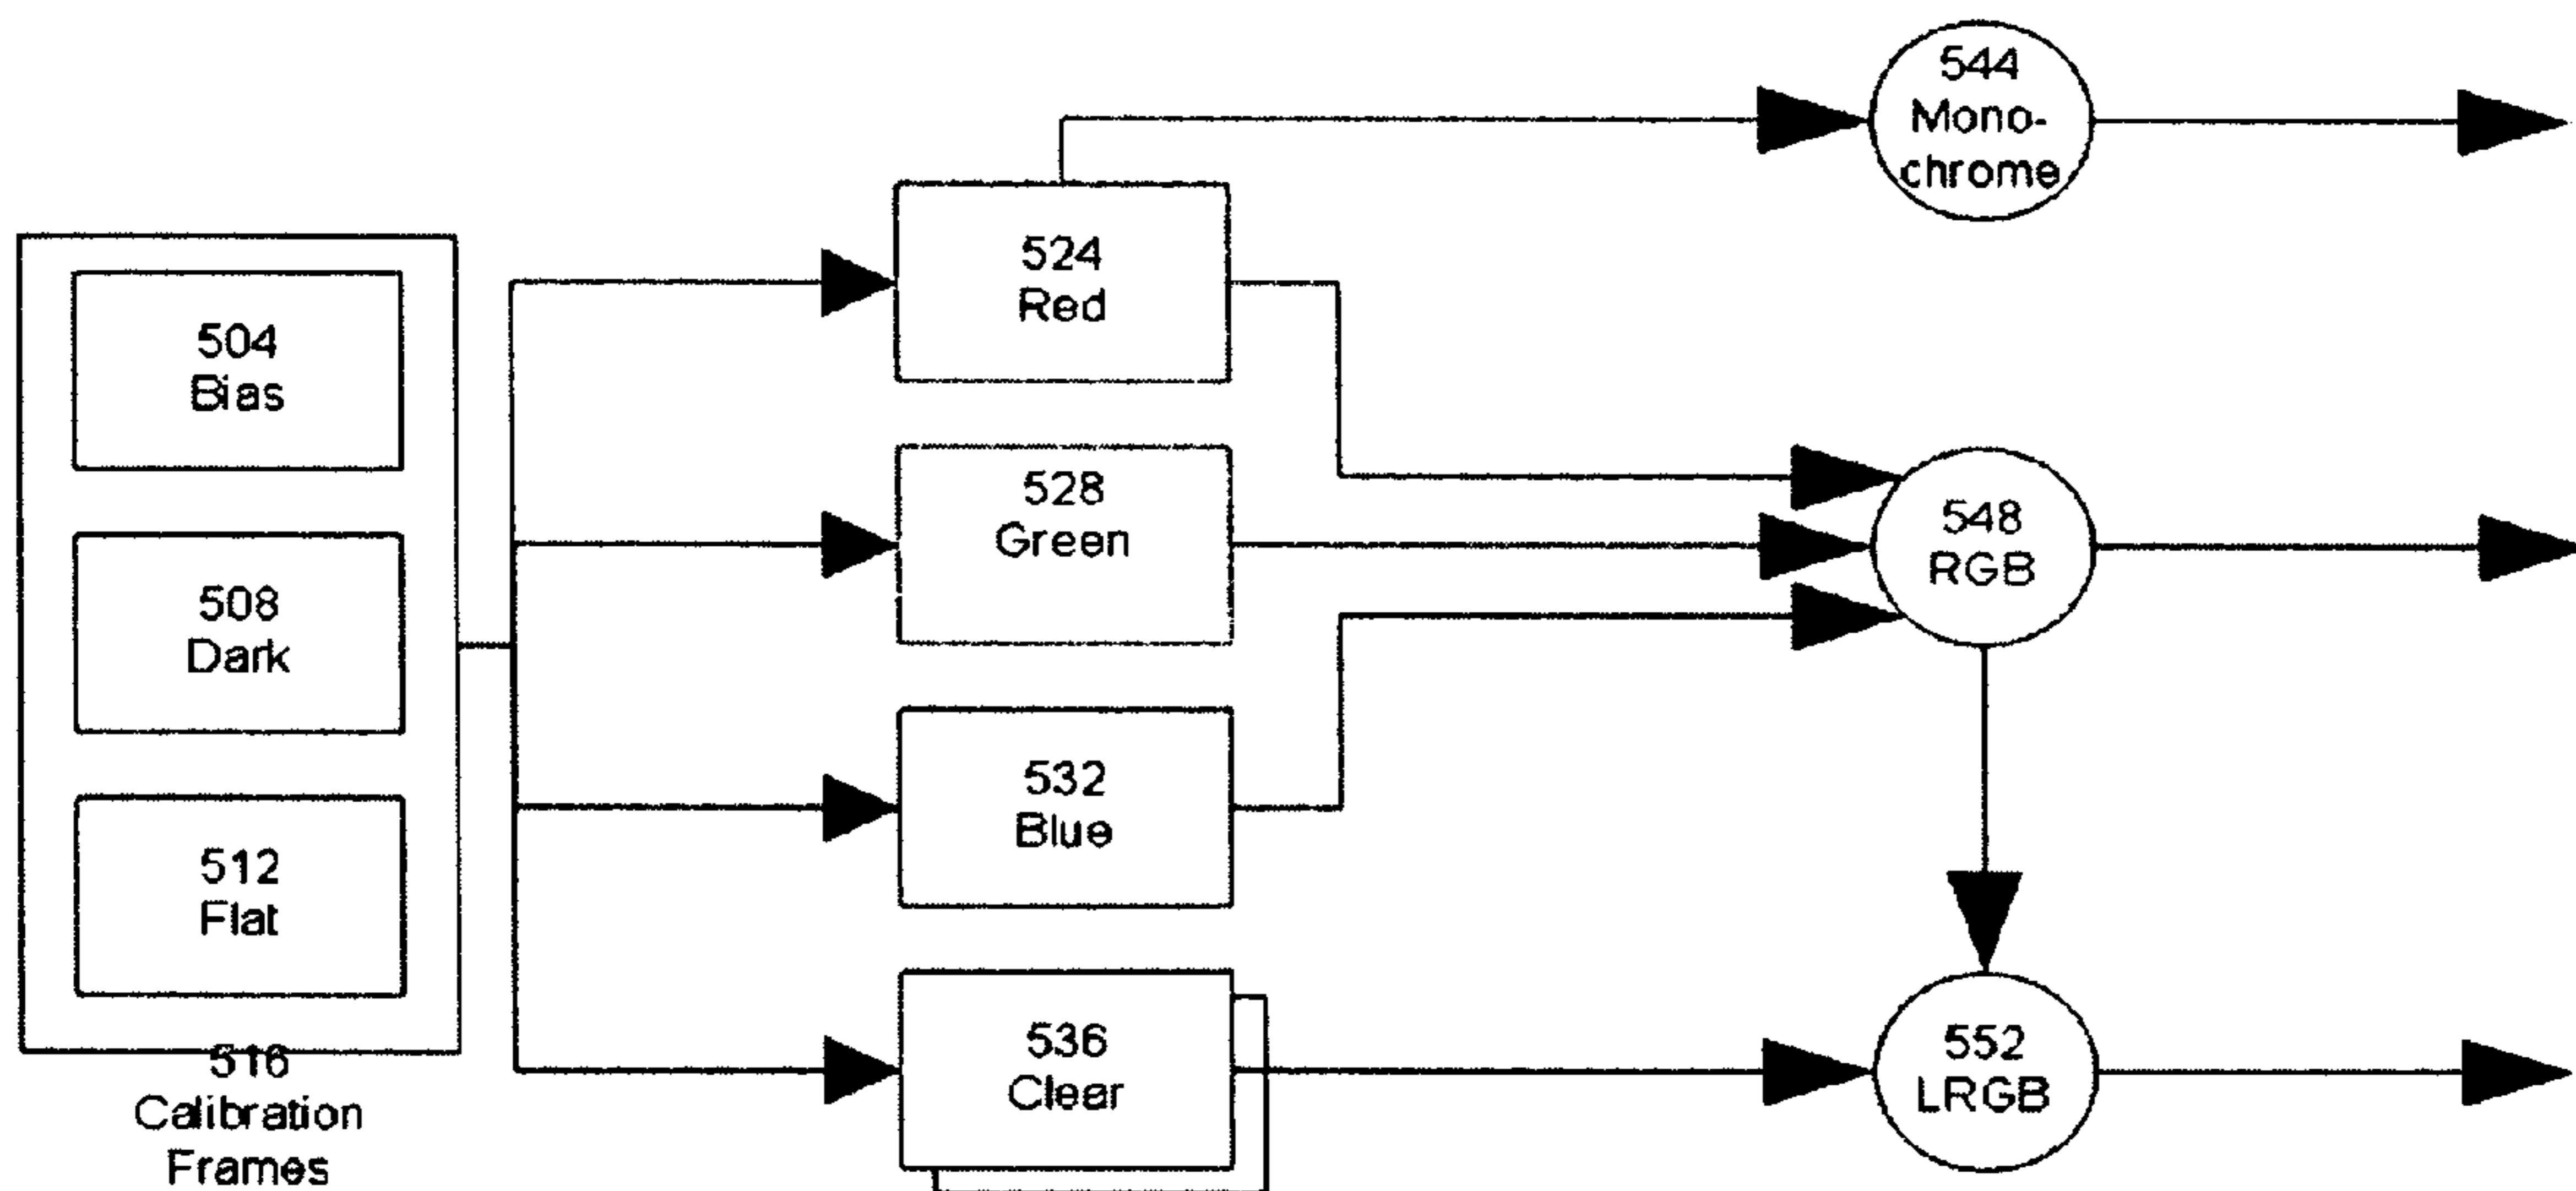 504
Bias
508
Dark
512
Flat
516
Calibration
Frames
524
Red
528
Green
532
Blue
536
Clear
544
Mono-
chrome
548
RGB
552
LRGB